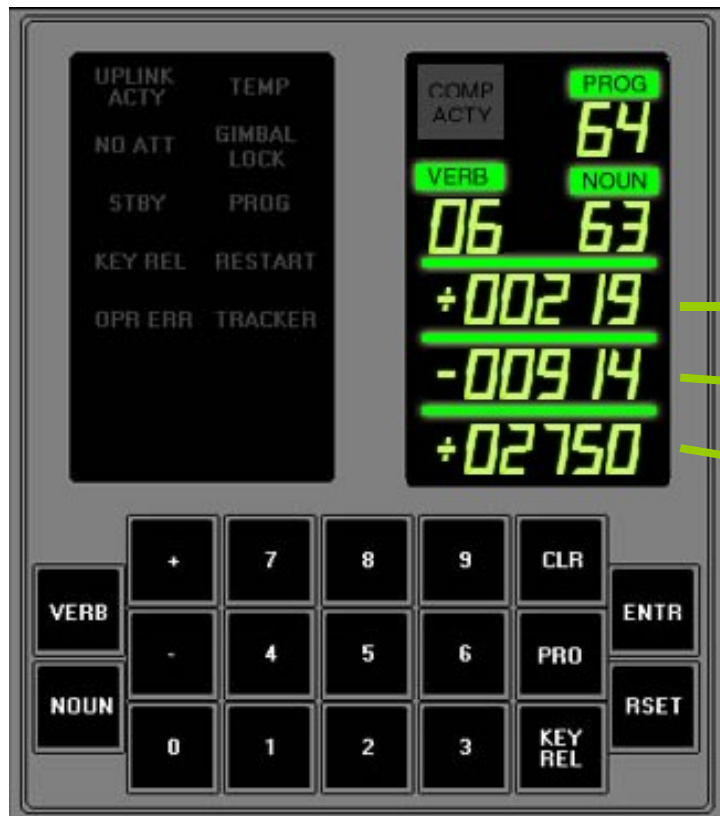 UPLINK ACTY TEMP
NO ATT GIMBAL LOCK
STBY PROG
KEY REL RESTART
OPR ERR TRACKER
COMP ACTY PROG
64
VERB NOUN
06 63
+00219
-00914
+02750
+ 7 8 9 CLR
VERB ENTR
- 4 5 6 PRO
NOUN RSET
0 1 2 3 KEY REL